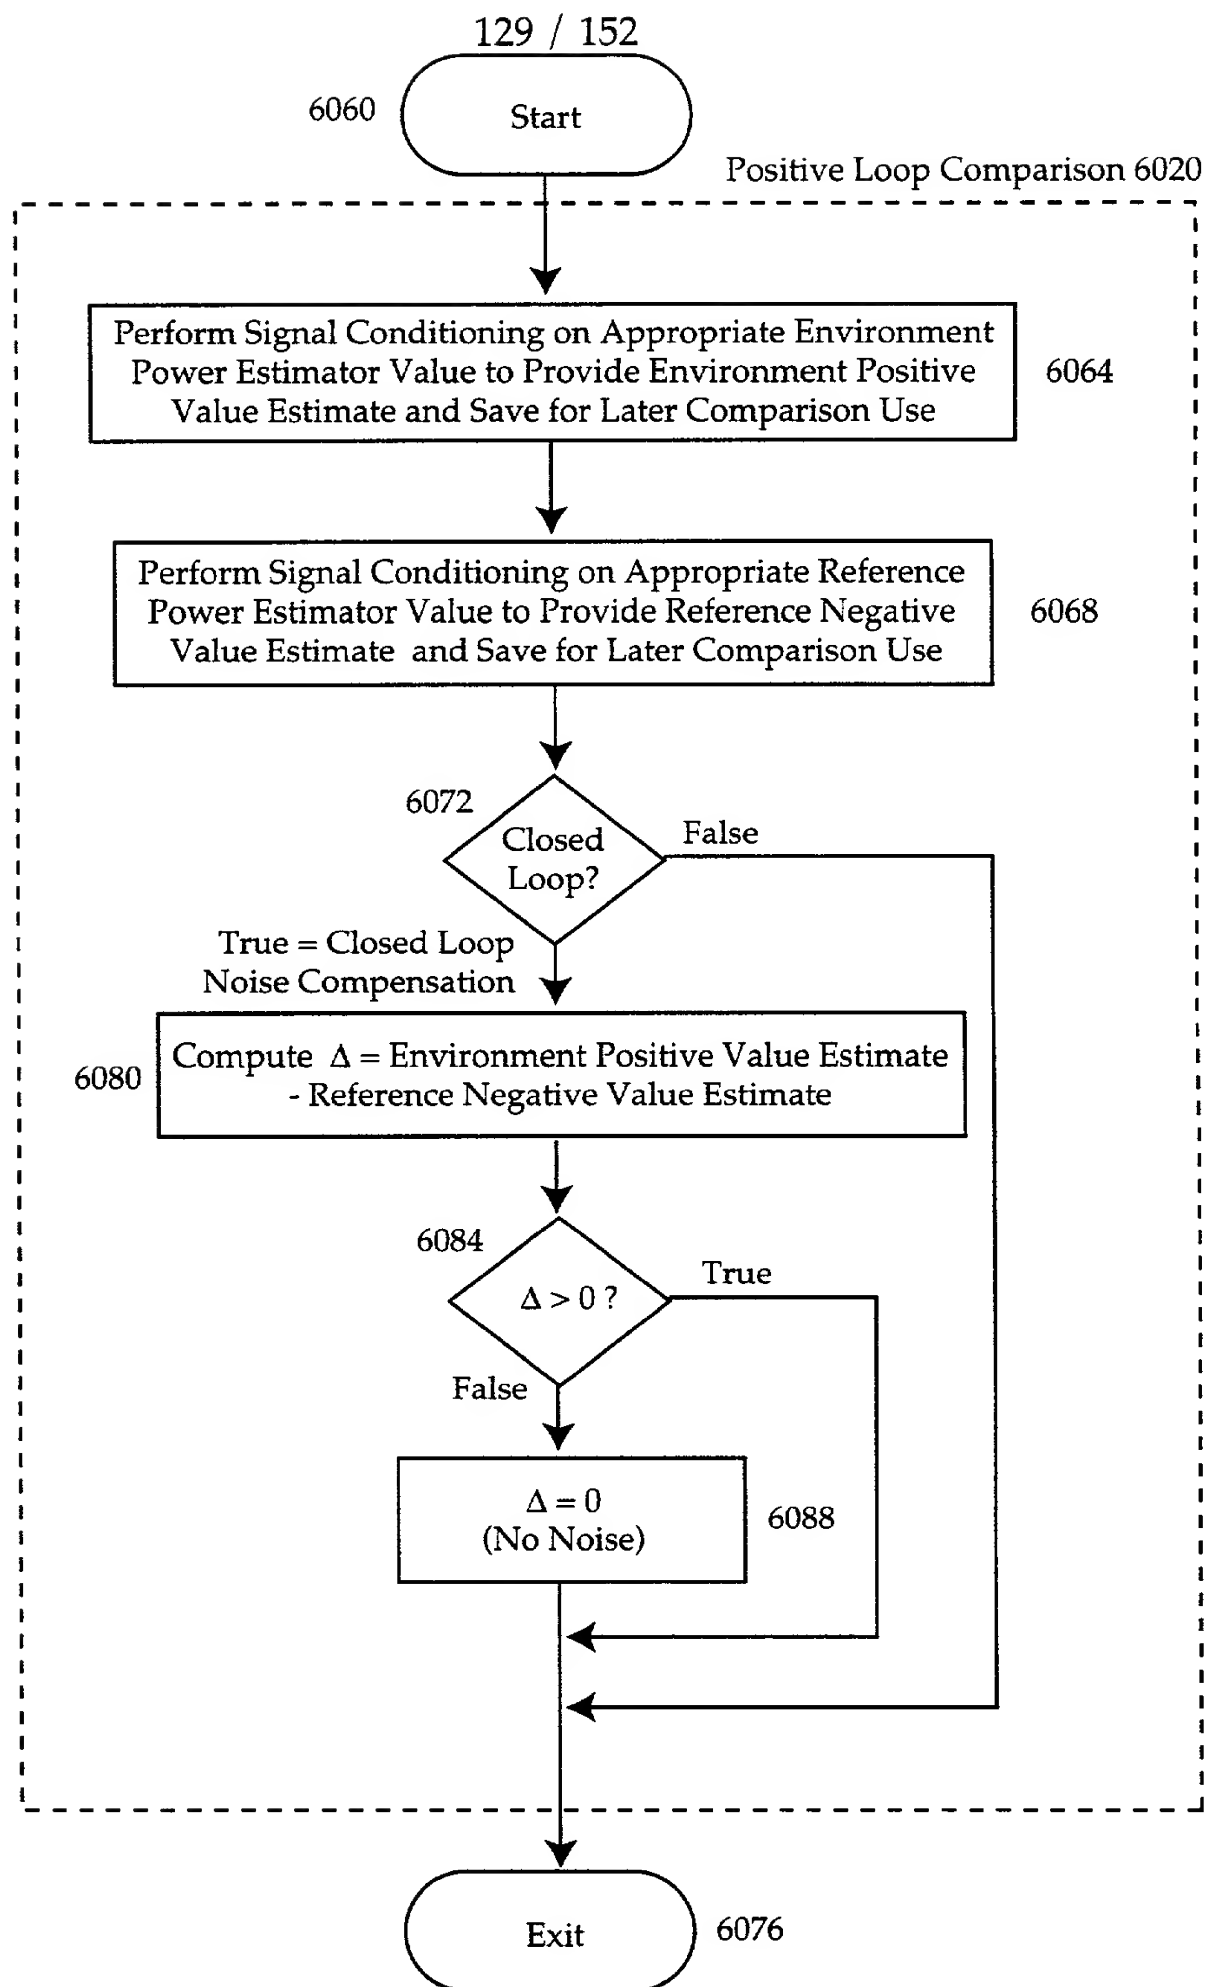 129 / 152
6060
Start
Positive Loop Comparison 6020
Perform Signal Conditioning on Appropriate Environment
Power Estimator Value to Provide Environment Positive
Value Estimate and Save for Later Comparison Use
6064
Perform Signal Conditioning on Appropriate Reference
Power Estimator Value to Provide Reference Negative
Value Estimate and Save for Later Comparison Use
6068
6072
Closed
Loop?
False
True = Closed Loop
Noise Compensation
6080
Compute Δ = Environment Positive Value Estimate
- Reference Negative Value Estimate
6084
Δ > 0 ?
True
False
Δ = 0
(No Noise)
6088
Exit
6076